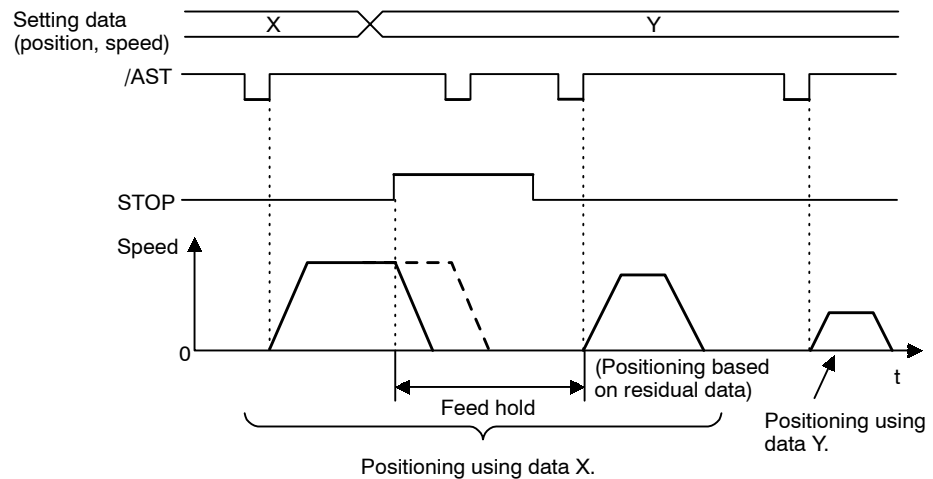 Setting data
(position, speed)
X
Y
/AST
STOP
Speed
0
t
(Positioning based
on residual data)
Feed hold
Positioning using
data Y.
Positioning using data X.